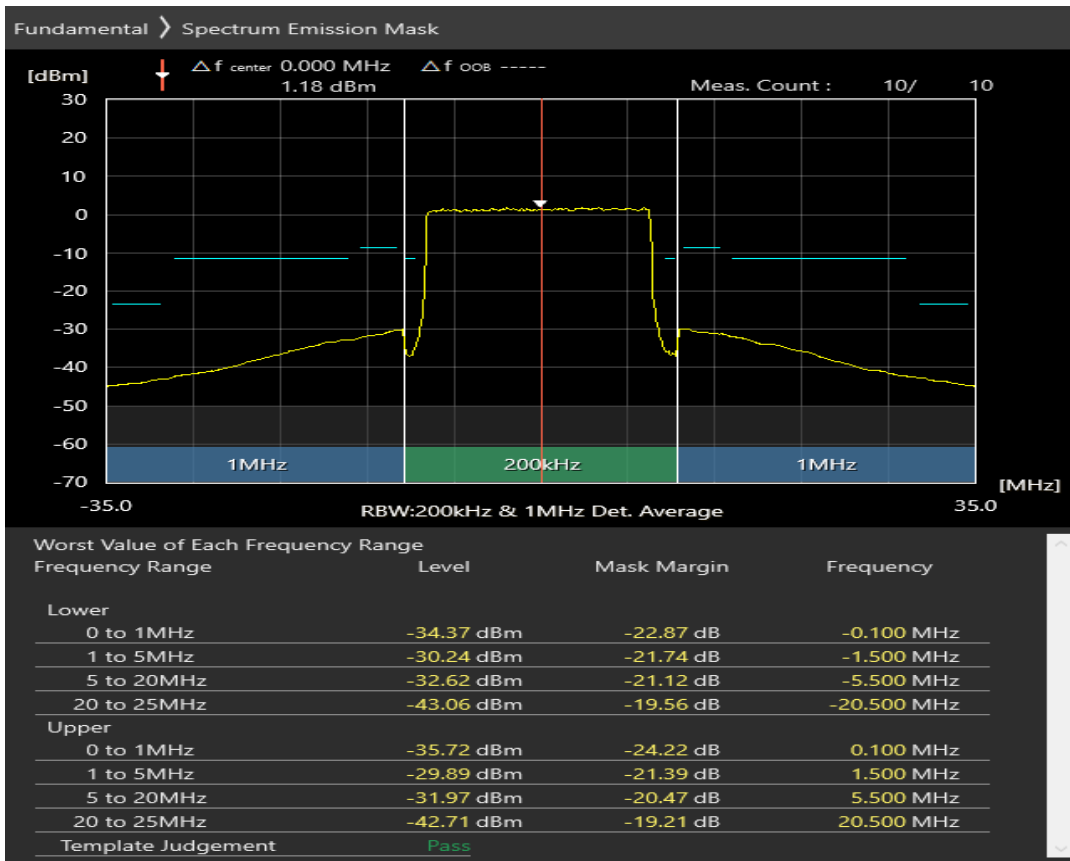 Fundamental ❯ Spectrum Emission Mask
[dBm] △f center 0.000 MHz △f OOB -----
1.18 dBm Meas. Count : 10/ 10
30
20
10
0
-10
-20
-30
-40
-50
-60
1MHz 200kHz 1MHz
-70 [MHz]
-35.0 RBW:200kHz & 1MHz Det. Average 35.0
Worst Value of Each Frequency Range
Frequency Range Level Mask Margin Frequency
Lower
0 to 1MHz -34.37 dBm -22.87 dB -0.100 MHz
1 to 5MHz -30.24 dBm -21.74 dB -1.500 MHz
5 to 20MHz -32.62 dBm -21.12 dB -5.500 MHz
20 to 25MHz -43.06 dBm -19.56 dB -20.500 MHz
Upper
0 to 1MHz -35.72 dBm -24.22 dB 0.100 MHz
1 to 5MHz -29.89 dBm -21.39 dB 1.500 MHz
5 to 20MHz -31.97 dBm -20.47 dB 5.500 MHz
20 to 25MHz -42.71 dBm -19.21 dB 20.500 MHz
Template Judgement Pass